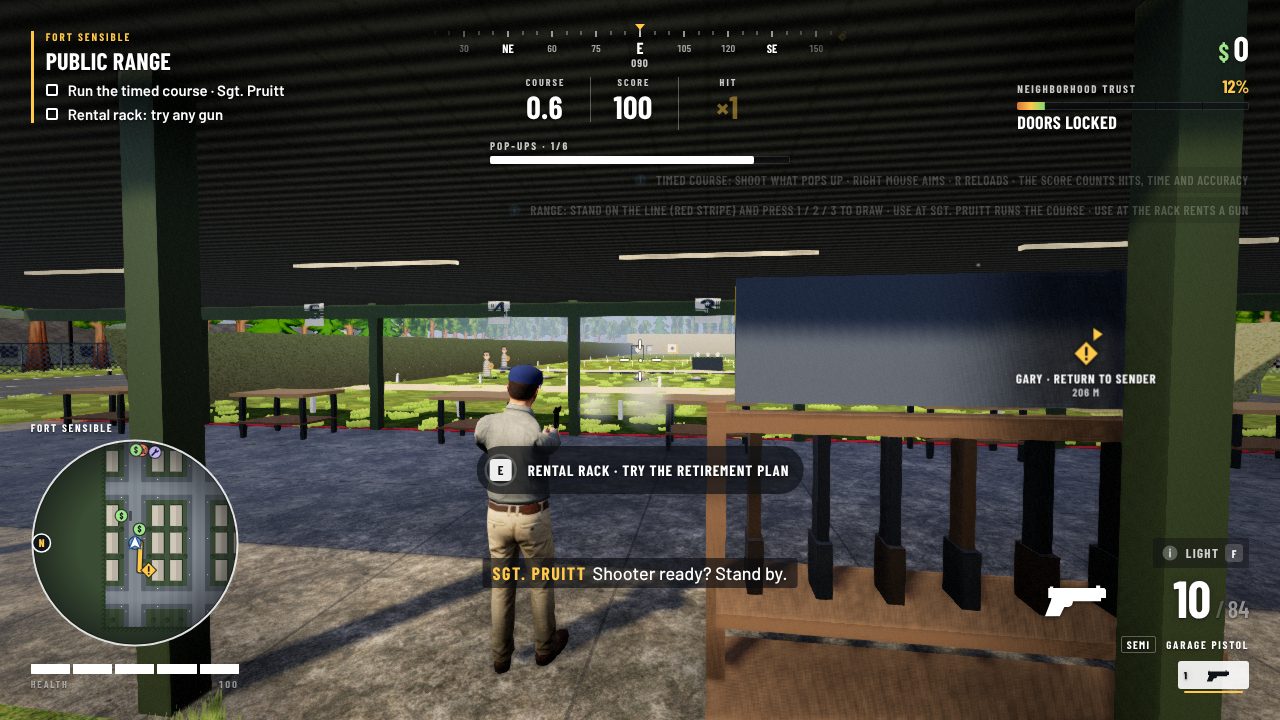 FORT SENSIBLE
PUBLIC RANGE
Run the timed course · Sgt. Pruitt
Rental rack: try any gun
30 NE 60 75 E 105 120 SE 150
090
COURSE SCORE HIT
0.6 100 ×1
POP-UPS · 1/6
$0
NEIGHBORHOOD TRUST 12%
DOORS LOCKED
TIMED COURSE: SHOOT WHAT POPS UP · RIGHT MOUSE AIMS · R RELOADS · THE SCORE COUNTS HITS, TIME AND ACCURACY
RANGE: STAND ON THE LINE (RED STRIPE) AND PRESS 1 / 2 / 3 TO DRAW · USE AT SGT. PRUITT RUNS THE COURSE · USE AT THE RACK RENTS A GUN
4
GARY · RETURN TO SENDER
206 M
E RENTAL RACK · TRY THE RETIREMENT PLAN
SGT. PRUITT Shooter ready? Stand by.
FORT SENSIBLE
$
$
$
N
HEALTH 100
LIGHT F
10 / 84
SEMI GARAGE PISTOL
1